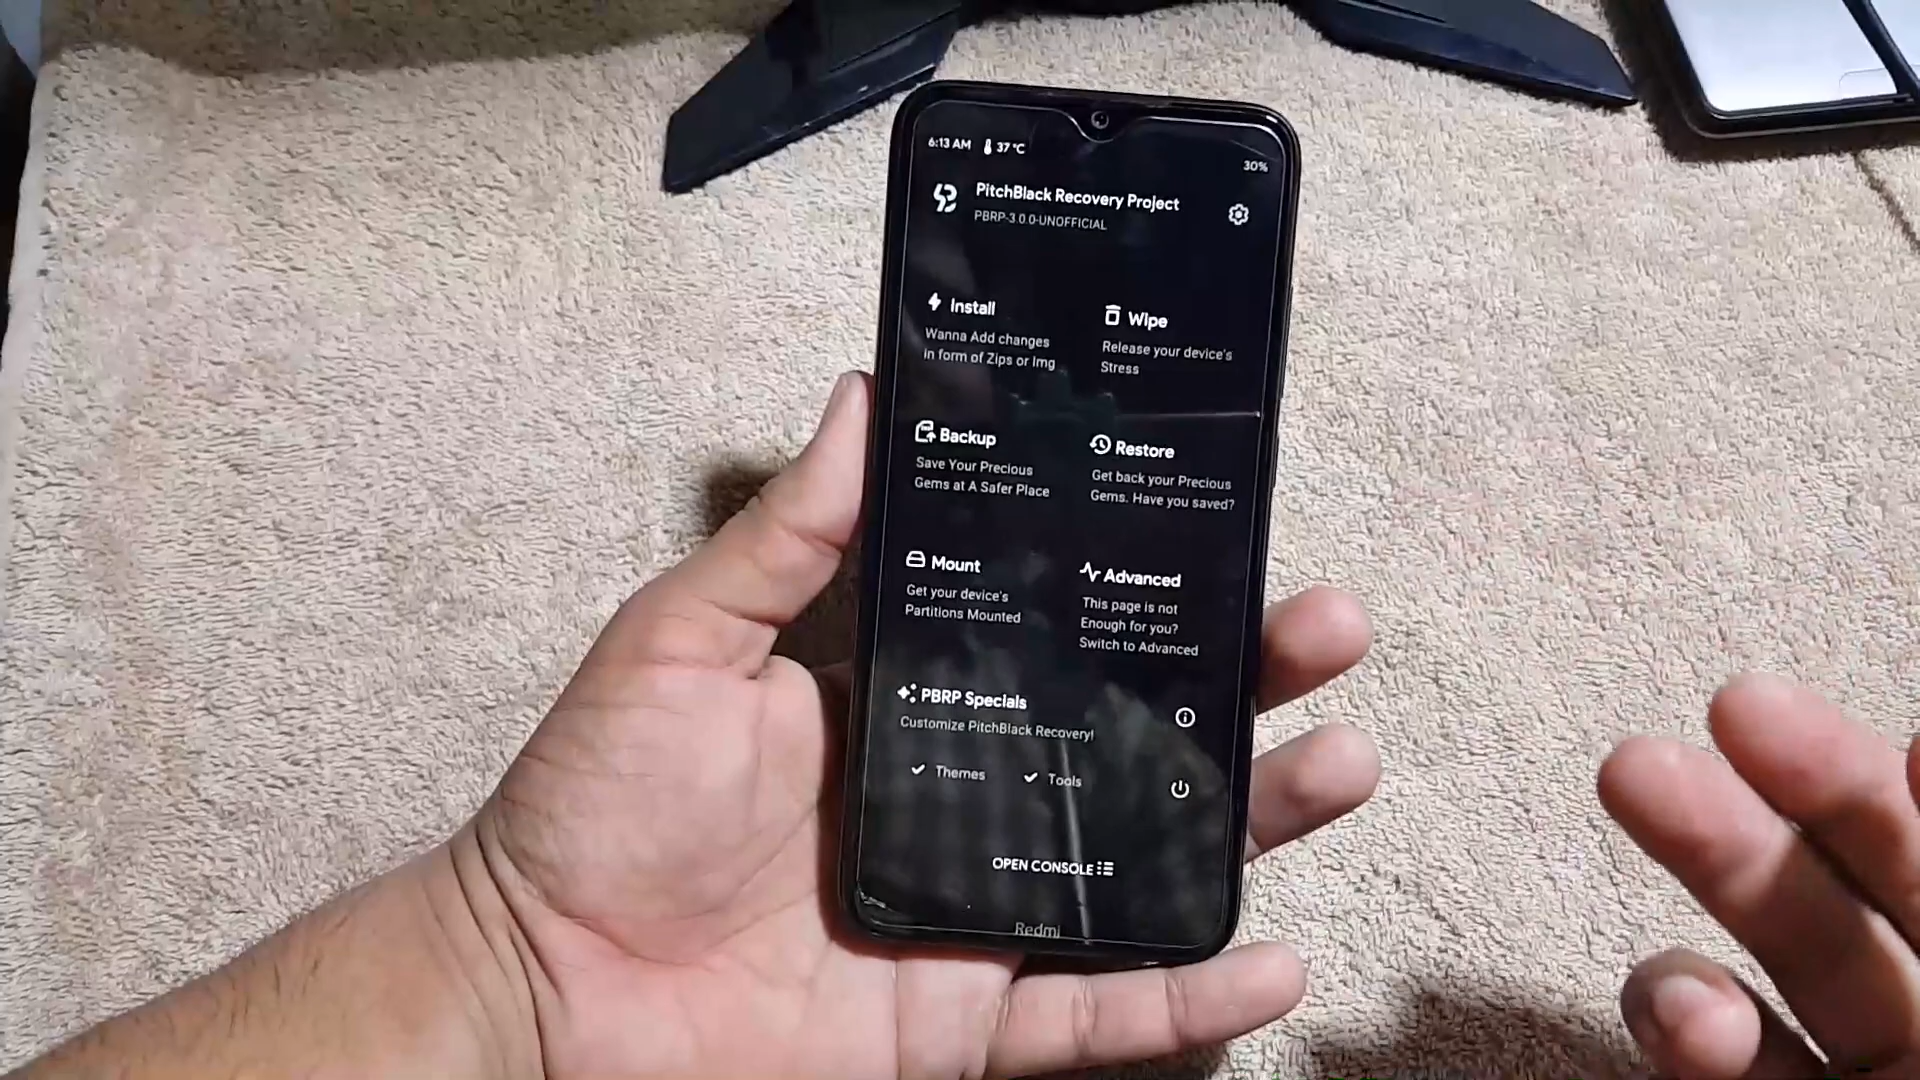 6:13 AM 37 °C
30%
PitchBlack Recovery Project
PBRP-3.0.0-UNOFFICIAL
Install
Wanna Add changes
in form of Zips or Img
Wipe
Release your device's
Stress
Backup
Save Your Precious
Gems at A Safer Place
Restore
Get back your Precious
Gems. Have you saved?
Mount
Get your device's
Partitions Mounted
Advanced
This page is not
Enough for you?
Switch to Advanced
PBRP Specials
Customize PitchBlack Recovery!
Themes Tools
OPEN CONSOLE
Redmi